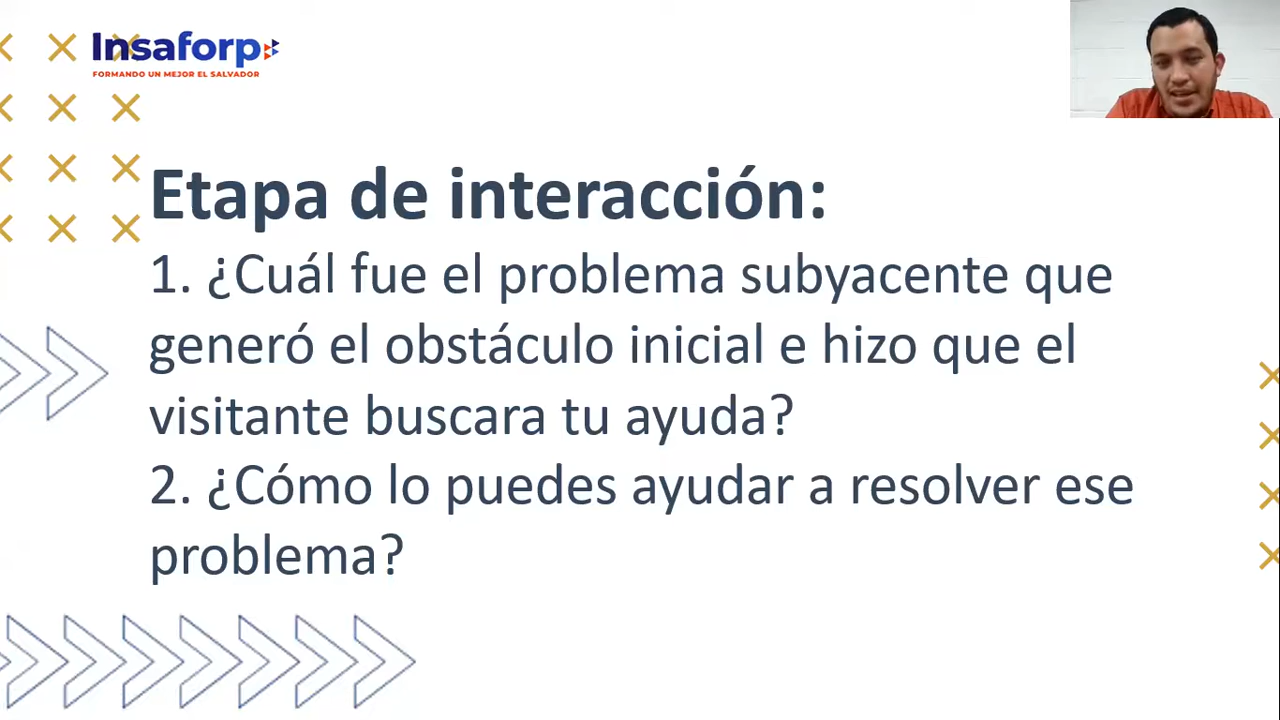 Insaforp
FORMANDO UN MEJOR EL SALVADOR
Etapa de interacción:
1. ¿Cuál fue el problema subyacente que
generó el obstáculo inicial e hizo que el
visitante buscara tu ayuda?
2. ¿Cómo lo puedes ayudar a resolver ese
problema?